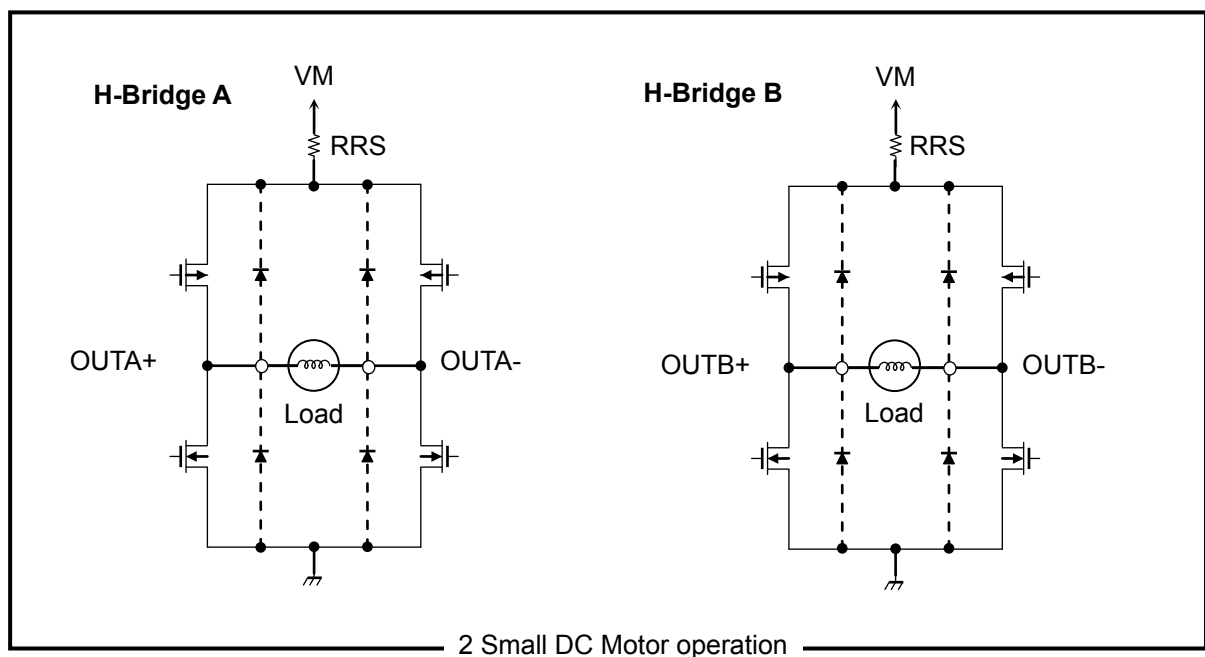 H-Bridge A
VM
RRS
OUTA+
OUTA-
Load
H-Bridge B
VM
RRS
OUTB+
OUTB-
Load
2 Small DC Motor operation